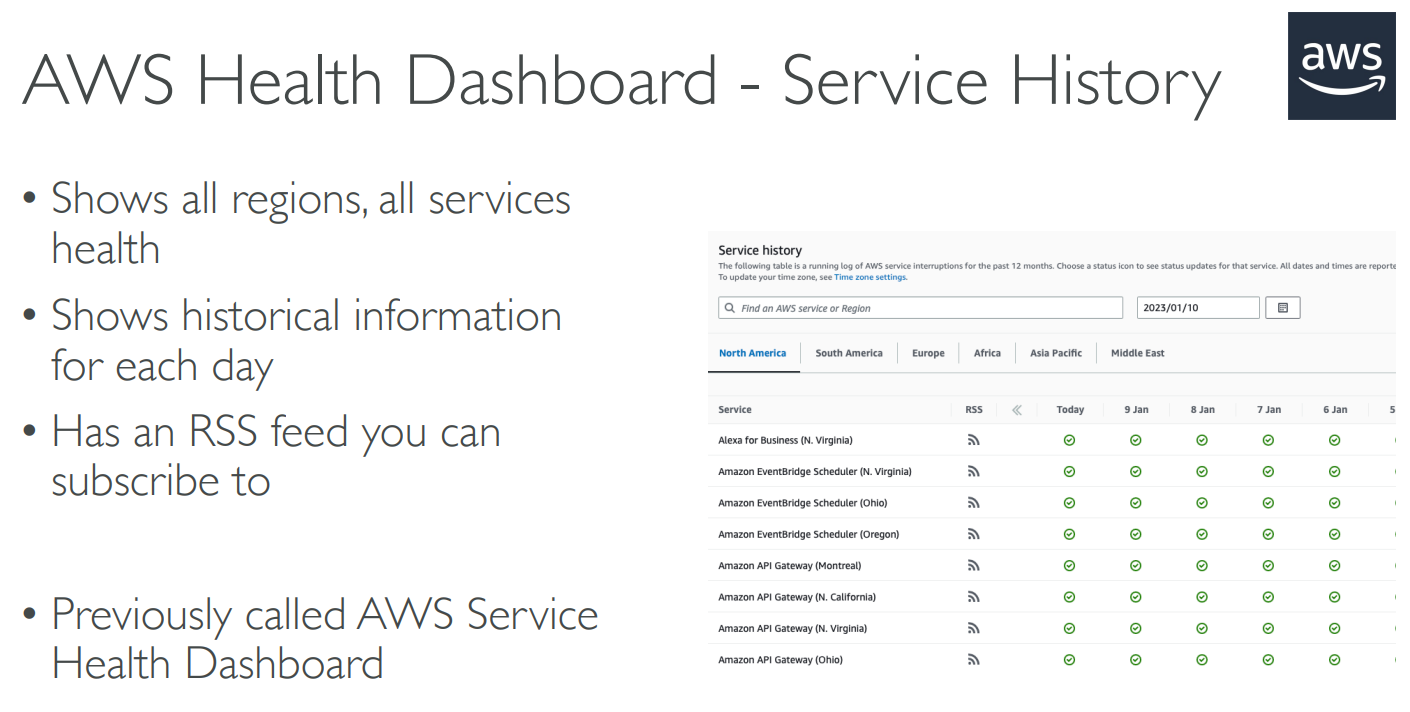 AWS Health Dashboard - Service History
aws
• Shows all regions, all services
health
• Shows historical information
for each day
• Has an RSS feed you can
subscribe to
• Previously called AWS Service
Health Dashboard
Service history
The following table is a running log of AWS service interruptions for the past 12 months. Choose a status icon to see status updates for that service. All dates and times are reporte
To update your time zone, see Time zone settings.
Find an AWS service or Region 2023/01/10
North America South America Europe Africa Asia Pacific Middle East
Service RSS Today 9 Jan 8 Jan 7 Jan 6 Jan 5
Alexa for Business (N. Virginia)
Amazon EventBridge Scheduler (N. Virginia)
Amazon EventBridge Scheduler (Ohio)
Amazon EventBridge Scheduler (Oregon)
Amazon API Gateway (Montreal)
Amazon API Gateway (N. California)
Amazon API Gateway (N. Virginia)
Amazon API Gateway (Ohio)